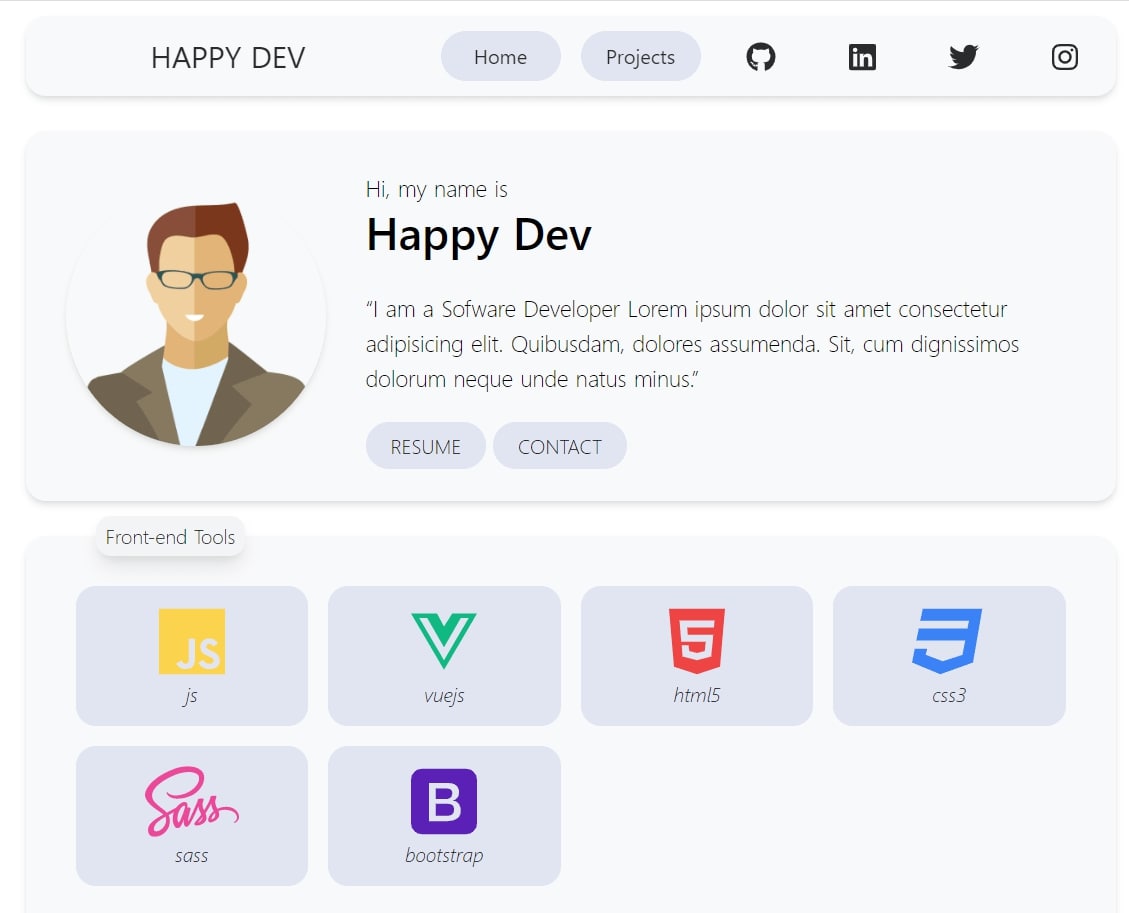 HAPPY DEV
Home
Projects
in
Hi, my name is
Happy Dev
“I am a Sofware Developer Lorem ipsum dolor sit amet consectetur
adipisicing elit. Quibusdam, dolores assumenda. Sit, cum dignissimos
dolorum neque unde natus minus.”
RESUME
CONTACT
Front-end Tools
JS
js
vuejs
5
html5
css3
Sass
sass
B
bootstrap